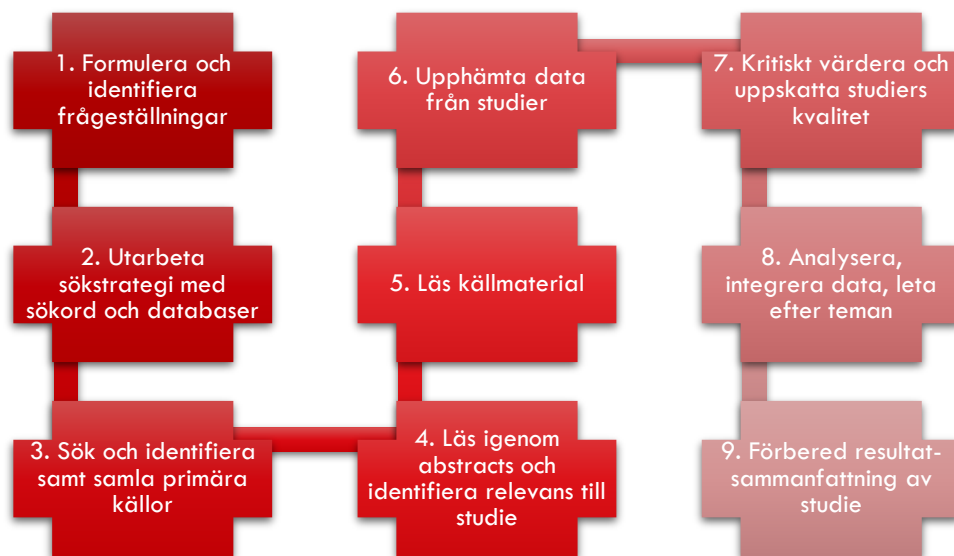 1. Formulera och
identifiera
frågeställningar
2. Utarbeta
sökstrategi med
sökord och databaser
3. Sök och identifiera
samt samla primära
källor
4. Läs igenom
abstracts och
identifiera relevans till
studie
5. Läs källmaterial
6. Upphämta data
från studier
7. Kritiskt värdera och
uppskatta studiers
kvalitet
8. Analysera,
integrera data, leta
efter teman
9. Förbered resultat-
sammanfattning av
studie